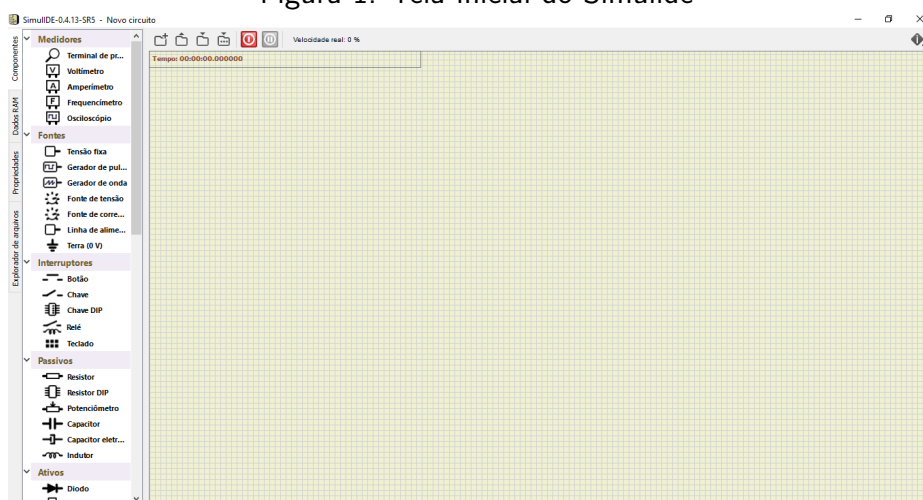 Figura 1: Tela inicial do Simulide
SimulIDE-0.4.13-SR5 - Novo circuito
Componentes
Dados RAM
Propriedades
Explorador de arquivos
Velocidade real: 0 %
Tempo: 00:00:00.000000
Medidores
Terminal de pr...
Voltímetro
Amperímetro
Frequencímetro
Osciloscópio
Fontes
Tensão fixa
Gerador de pul...
Gerador de onda
Fonte de tensão
Fonte de corre...
Linha de alime...
Terra (0 V)
Interruptores
Botão
Chave
Chave DIP
Relé
Teclado
Passivos
Resistor
Resistor DIP
Potenciômetro
Capacitor
Capacitor eletr...
Indutor
Ativos
Diodo